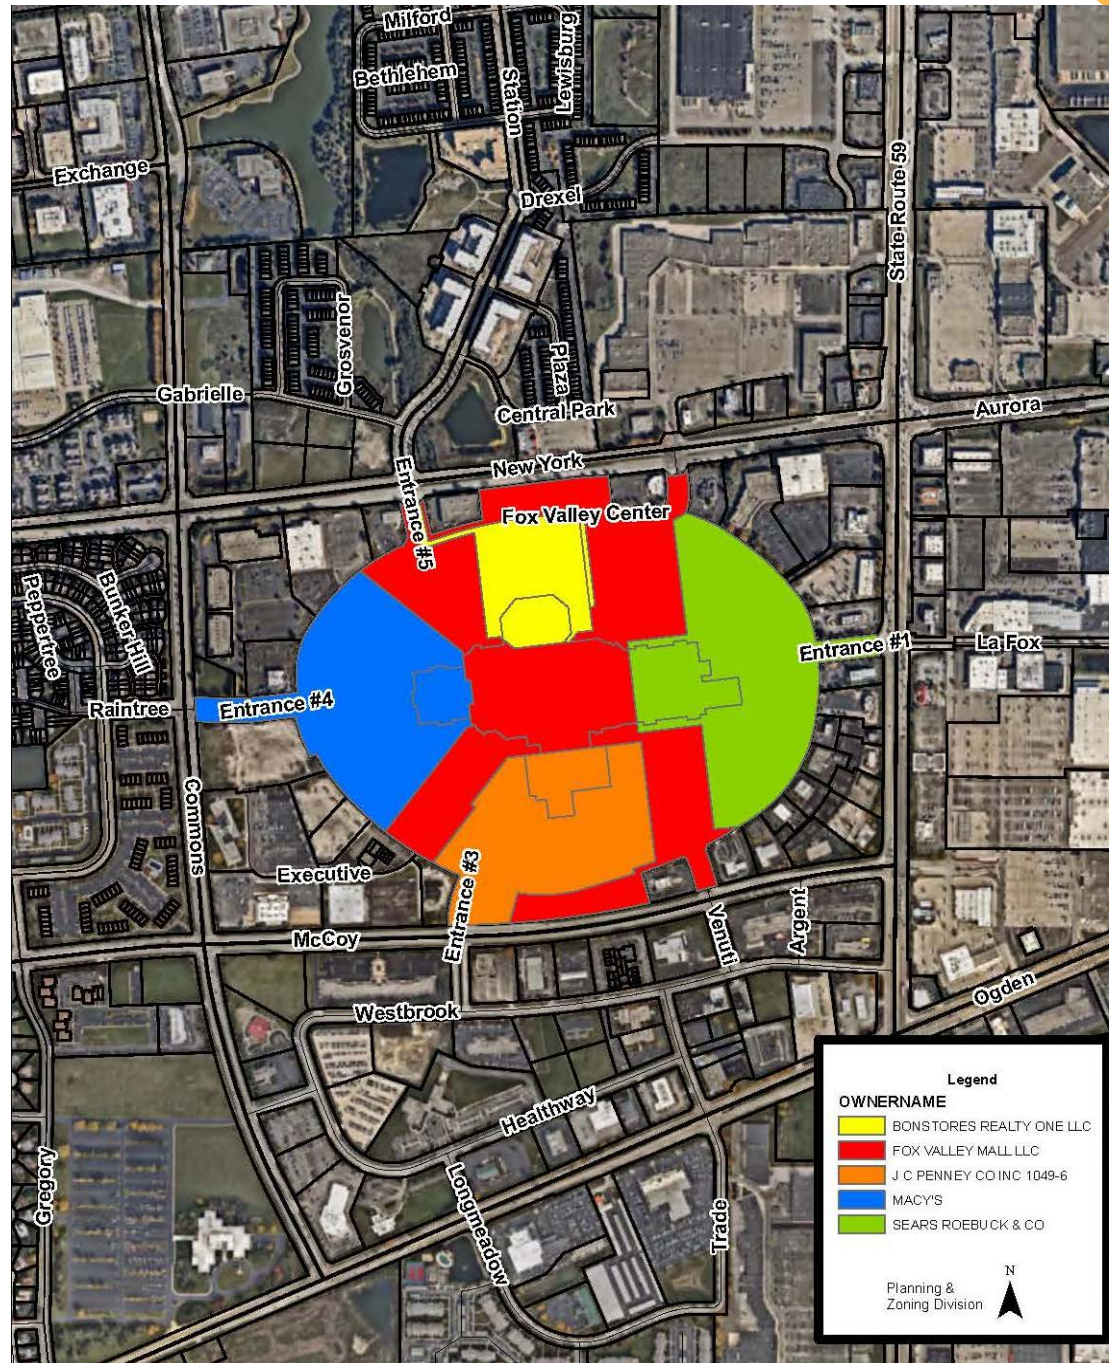 Milford
Bethlehem
Station
Lewisburg
Exchange
Drexel
State Route 59
Grosvenor
Plaza
Gabrielle
Central Park
Aurora
New York
Entrance #5
Fox Valley Center
Peppertree
Bunker Hill
Entrance #1
La Fox
Raintree
Entrance #4
Commons
Executive
Entrance #3
McCoy
Venuti
Argent
Westbrook
Ogden
Healthway
Gregory
Longmeadow
Trade
Legend
OWNERNAME
BONSTORES REALTY ONE LLC
FOX VALLEY MALL LLC
J C PENNEY CO INC 1049-6
MACY'S
SEARS ROEBUCK & CO
N
Planning &
Zoning Division